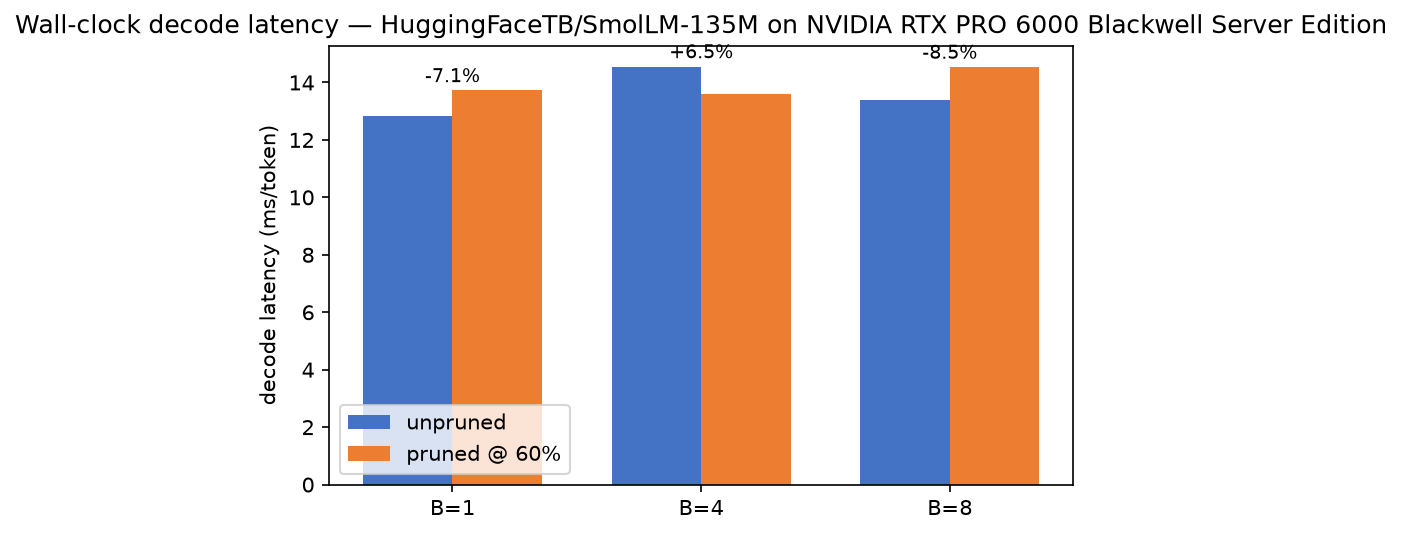 Wall-clock decode latency — HuggingFaceTB/SmolLM-135M on NVIDIA RTX PRO 6000 Blackwell Server Edition
+6.5%
-8.5%
-7.1%
14
12
10
8
6
4
2
0
decode latency (ms/token)
unpruned
pruned @ 60%
B=1
B=4
B=8